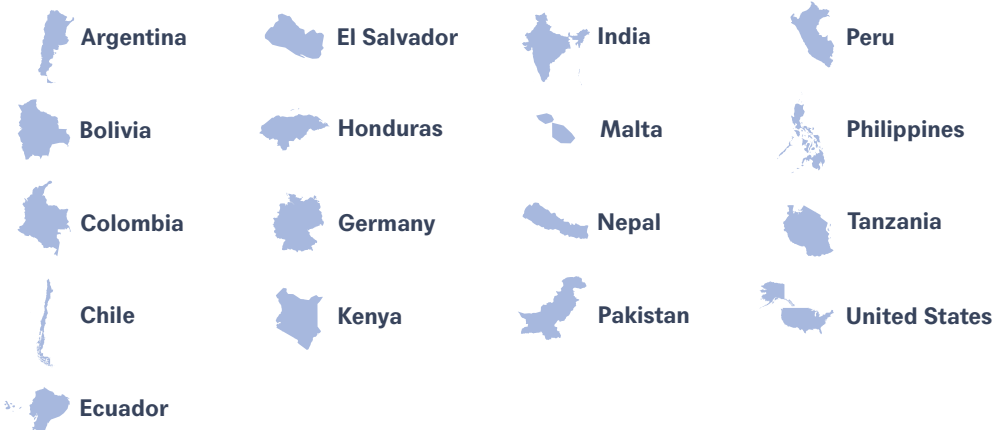 Argentina
Bolivia
Colombia
Chile
Ecuador
El Salvador
Honduras
Germany
Kenya
India
Malta
Nepal
Pakistan
Peru
Philippines
Tanzania
United States